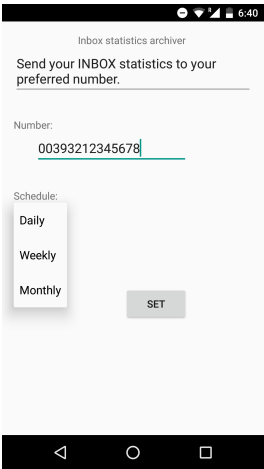 6:40
Inbox statistics archiver
Send your INBOX statistics to your
preferred number.
Number:
00393212345678
Schedule:
Daily
Weekly
Monthly
SET